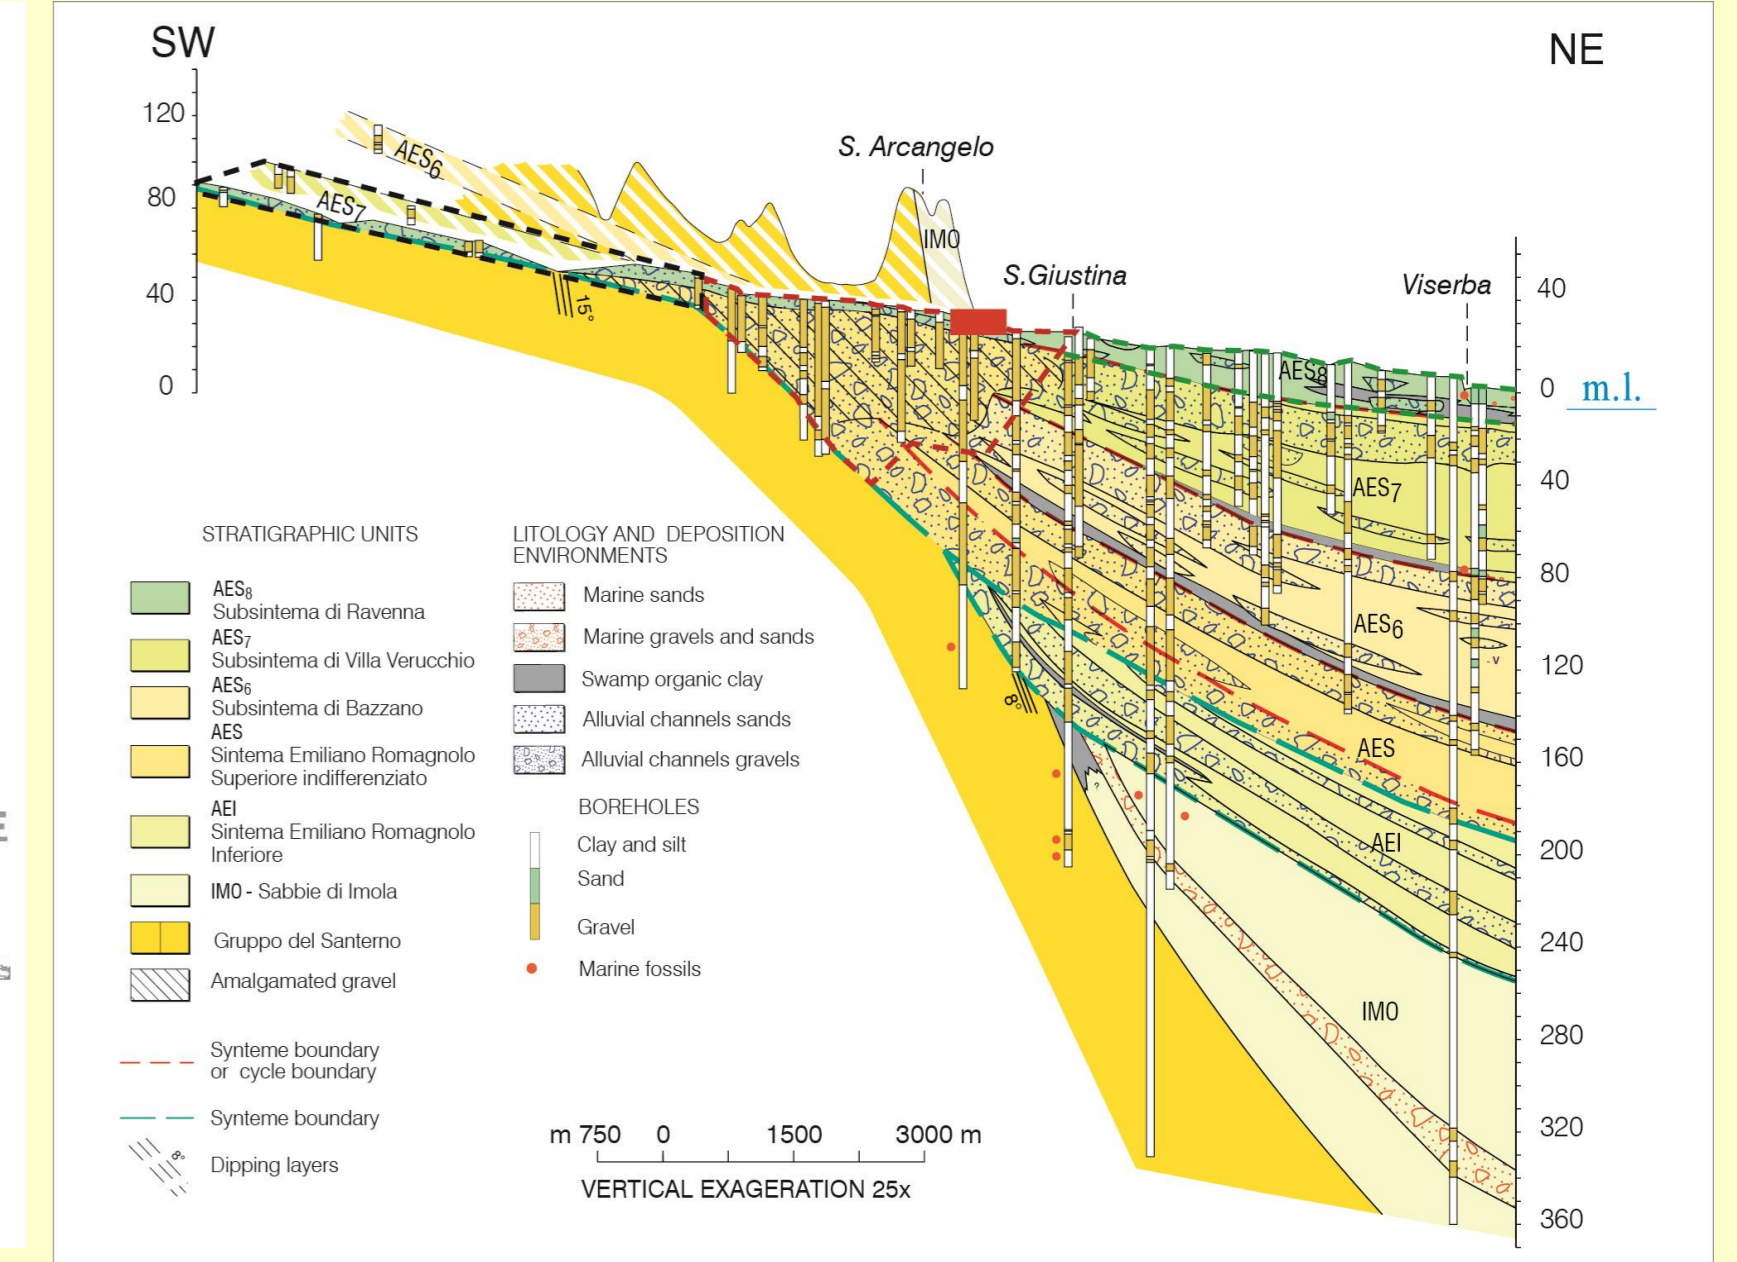 SW
NE
120
80
40
0
AES6
AES7
S. Arcangelo
IMO
S.Giustina
Viserba
15°
8°
AES8
AES7
AES6
AES
AEI
IMO
40
0 m.l.
40
80
120
160
200
240
280
320
360
STRATIGRAPHIC UNITS
AES8
Subsintema di Ravenna
AES7
Subsintema di Villa Verucchio
AES6
Subsintema di Bazzano
AES
Sintema Emiliano Romagnolo
Superiore indifferenziato
AEI
Sintema Emiliano Romagnolo
Inferiore
IMO - Sabbie di Imola
Gruppo del Santerno
Amalgamated gravel
Synteme boundary
or cycle boundary
Synteme boundary
8°
Dipping layers
LITOLOGY AND DEPOSITION
ENVIRONMENTS
Marine sands
Marine gravels and sands
Swamp organic clay
Alluvial channels sands
Alluvial channels gravels
BOREHOLES
Clay and silt
Sand
Gravel
Marine fossils
m 750 0 1500 3000 m
VERTICAL EXAGERATION 25x